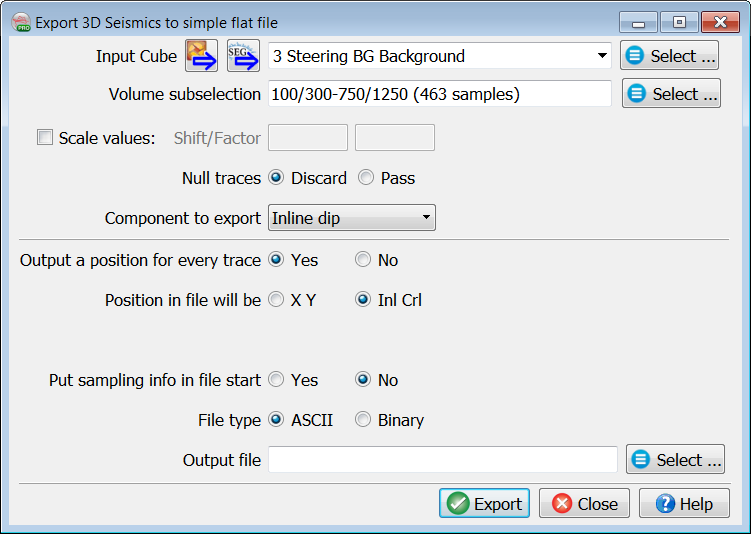 Export 3D Seismics to simple flat file
PRO
Input Cube SEG 3 Steering BG Background Select ...
Volume subselection 100/300-750/1250 (463 samples) Select ...
Scale values: Shift/Factor
Null traces Discard Pass
Component to export Inline dip
Output a position for every trace Yes No
Position in file will be X Y Inl Crl
Put sampling info in file start Yes No
File type ASCII Binary
Output file Select ...
Export Close Help